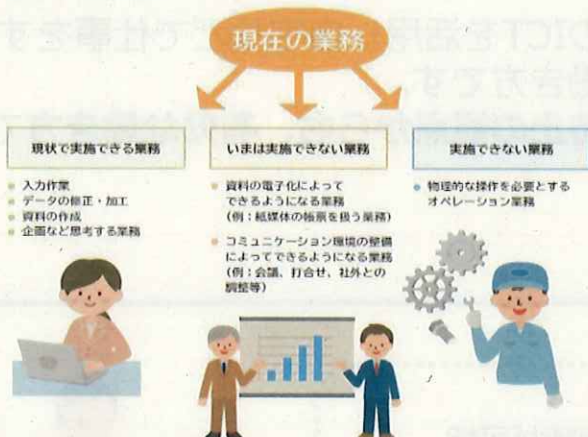 現在の業務
現状で実施できる業務
入力作業
データの修正・加工
資料の作成
企画など思考する業務
いまは実施できない業務
資料の電子化によって
できるようになる業務
(例:紙媒体の帳票を扱う業務)
コミュニケーション環境の整備
によってできるようになる業務
(例:会議、打合せ、社外との
調整等)
実施できない業務
物理的な操作を必要とする
オペレーション業務